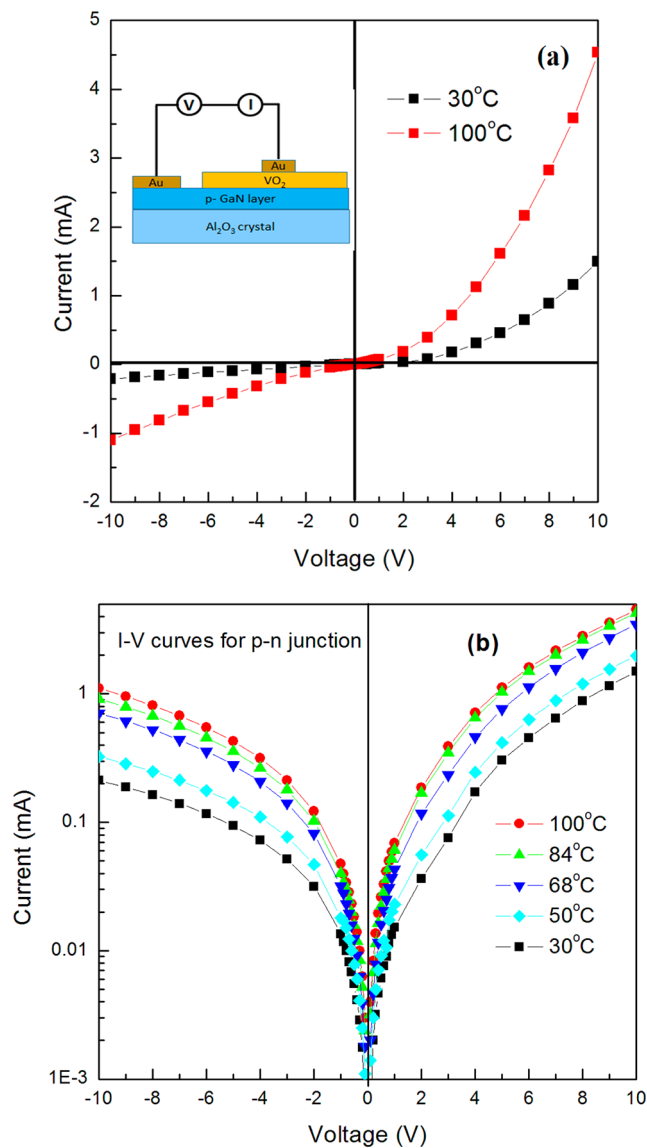 (a)
30°C
100°C
V
I
Au
Au
VO₂
p- GaN layer
Al₂O₃ crystal
Current (mA)
5
4
3
2
1
0
-1
-2
-10 -8 -6 -4 -2 0 2 4 6 8 10
Voltage (V)
I-V curves for p-n junction
(b)
100°C
84°C
68°C
50°C
30°C
Current (mA)
1
0.1
0.01
1E-3
-10 -8 -6 -4 -2 0 2 4 6 8 10
Voltage (V)